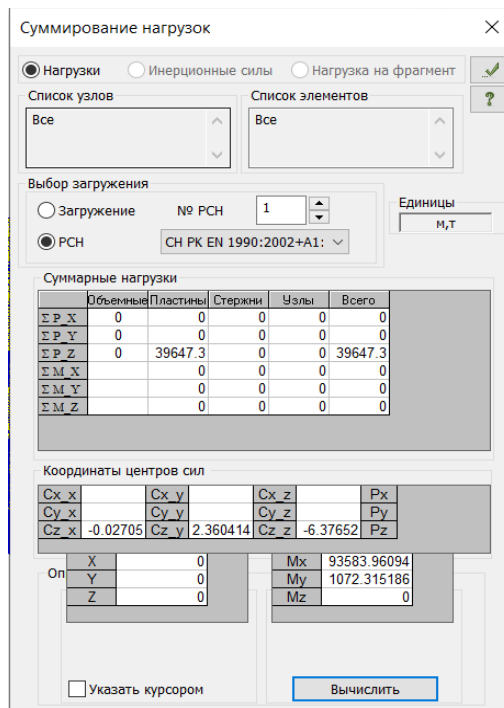 Суммирование нагрузок
Нагрузки Инерционные силы Нагрузка на фрагмент
Список узлов Список элементов
Все Все
Выбор загружения
Загружение № РСН 1
Единицы
м,т
РСН СН РК EN 1990:2002+A1:
Суммарные нагрузки
Объемные Пластины Стержни Узлы Всего
Σ P_X 0 0 0 0 0
Σ P_Y 0 0 0 0 0
Σ P_Z 0 39647.3 0 0 39647.3
Σ M_X 0 0 0 0
Σ M_Y 0 0 0 0
Σ M_Z 0 0 0 0
Координаты центров сил
Cx_x Cx_y Cx_z Px
Cy_x Cy_y Cy_z Py
Cz_x -0.02705 Cz_y 2.360414 Cz_z -6.37652 Pz
Оп
X 0 Mx 93583.96094
Y 0 My 1072.315186
Z 0 Mz 0
Указать курсором Вычислить